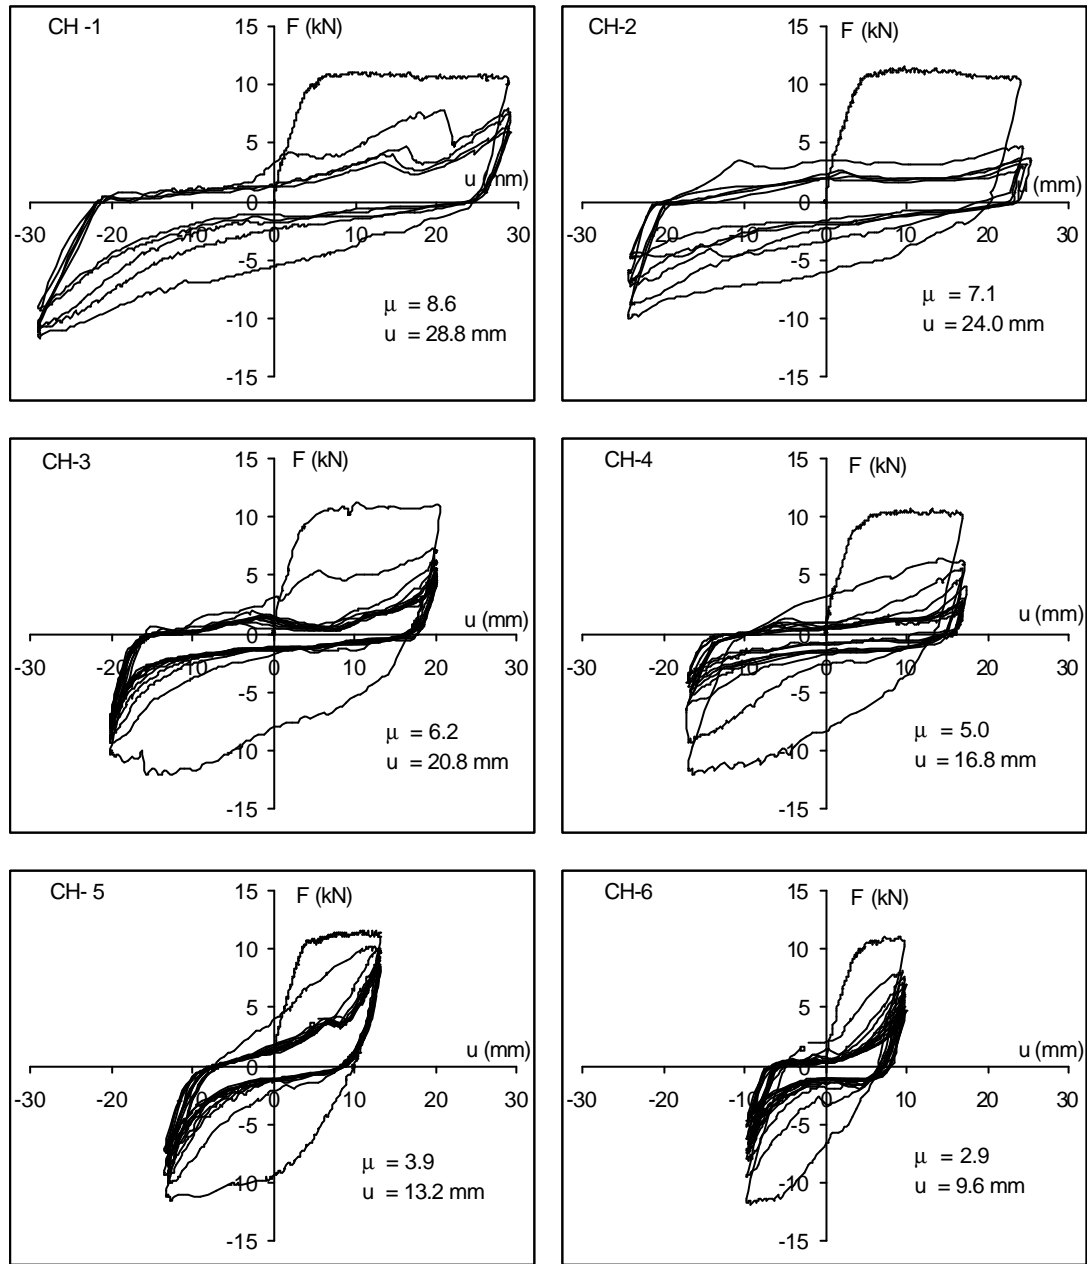 CH -1
F (kN)
15
10
5
u (mm)
0
-30
-20
-10
0
10
20
30
-5
μ = 8.6
-10
u = 28.8 mm
-15
CH-2
F (kN)
15
10
5
u (mm)
0
-30
-20
-10
0
10
20
30
-5
μ = 7.1
-10
u = 24.0 mm
-15
CH-3
F (kN)
15
10
5
u (mm)
0
-30
-20
-10
0
10
20
30
-5
μ = 6.2
-10
u = 20.8 mm
-15
CH-4
F (kN)
15
10
5
u (mm)
0
-30
-20
-10
0
10
20
30
-5
μ = 5.0
-10
u = 16.8 mm
-15
CH- 5
F (kN)
15
10
5
u (mm)
0
-30
-20
-10
0
10
20
30
-5
μ = 3.9
-10
u = 13.2 mm
-15
CH-6
F (kN)
15
10
5
u (mm)
0
-30
-20
-10
0
10
20
30
-5
μ = 2.9
-10
u = 9.6 mm
-15